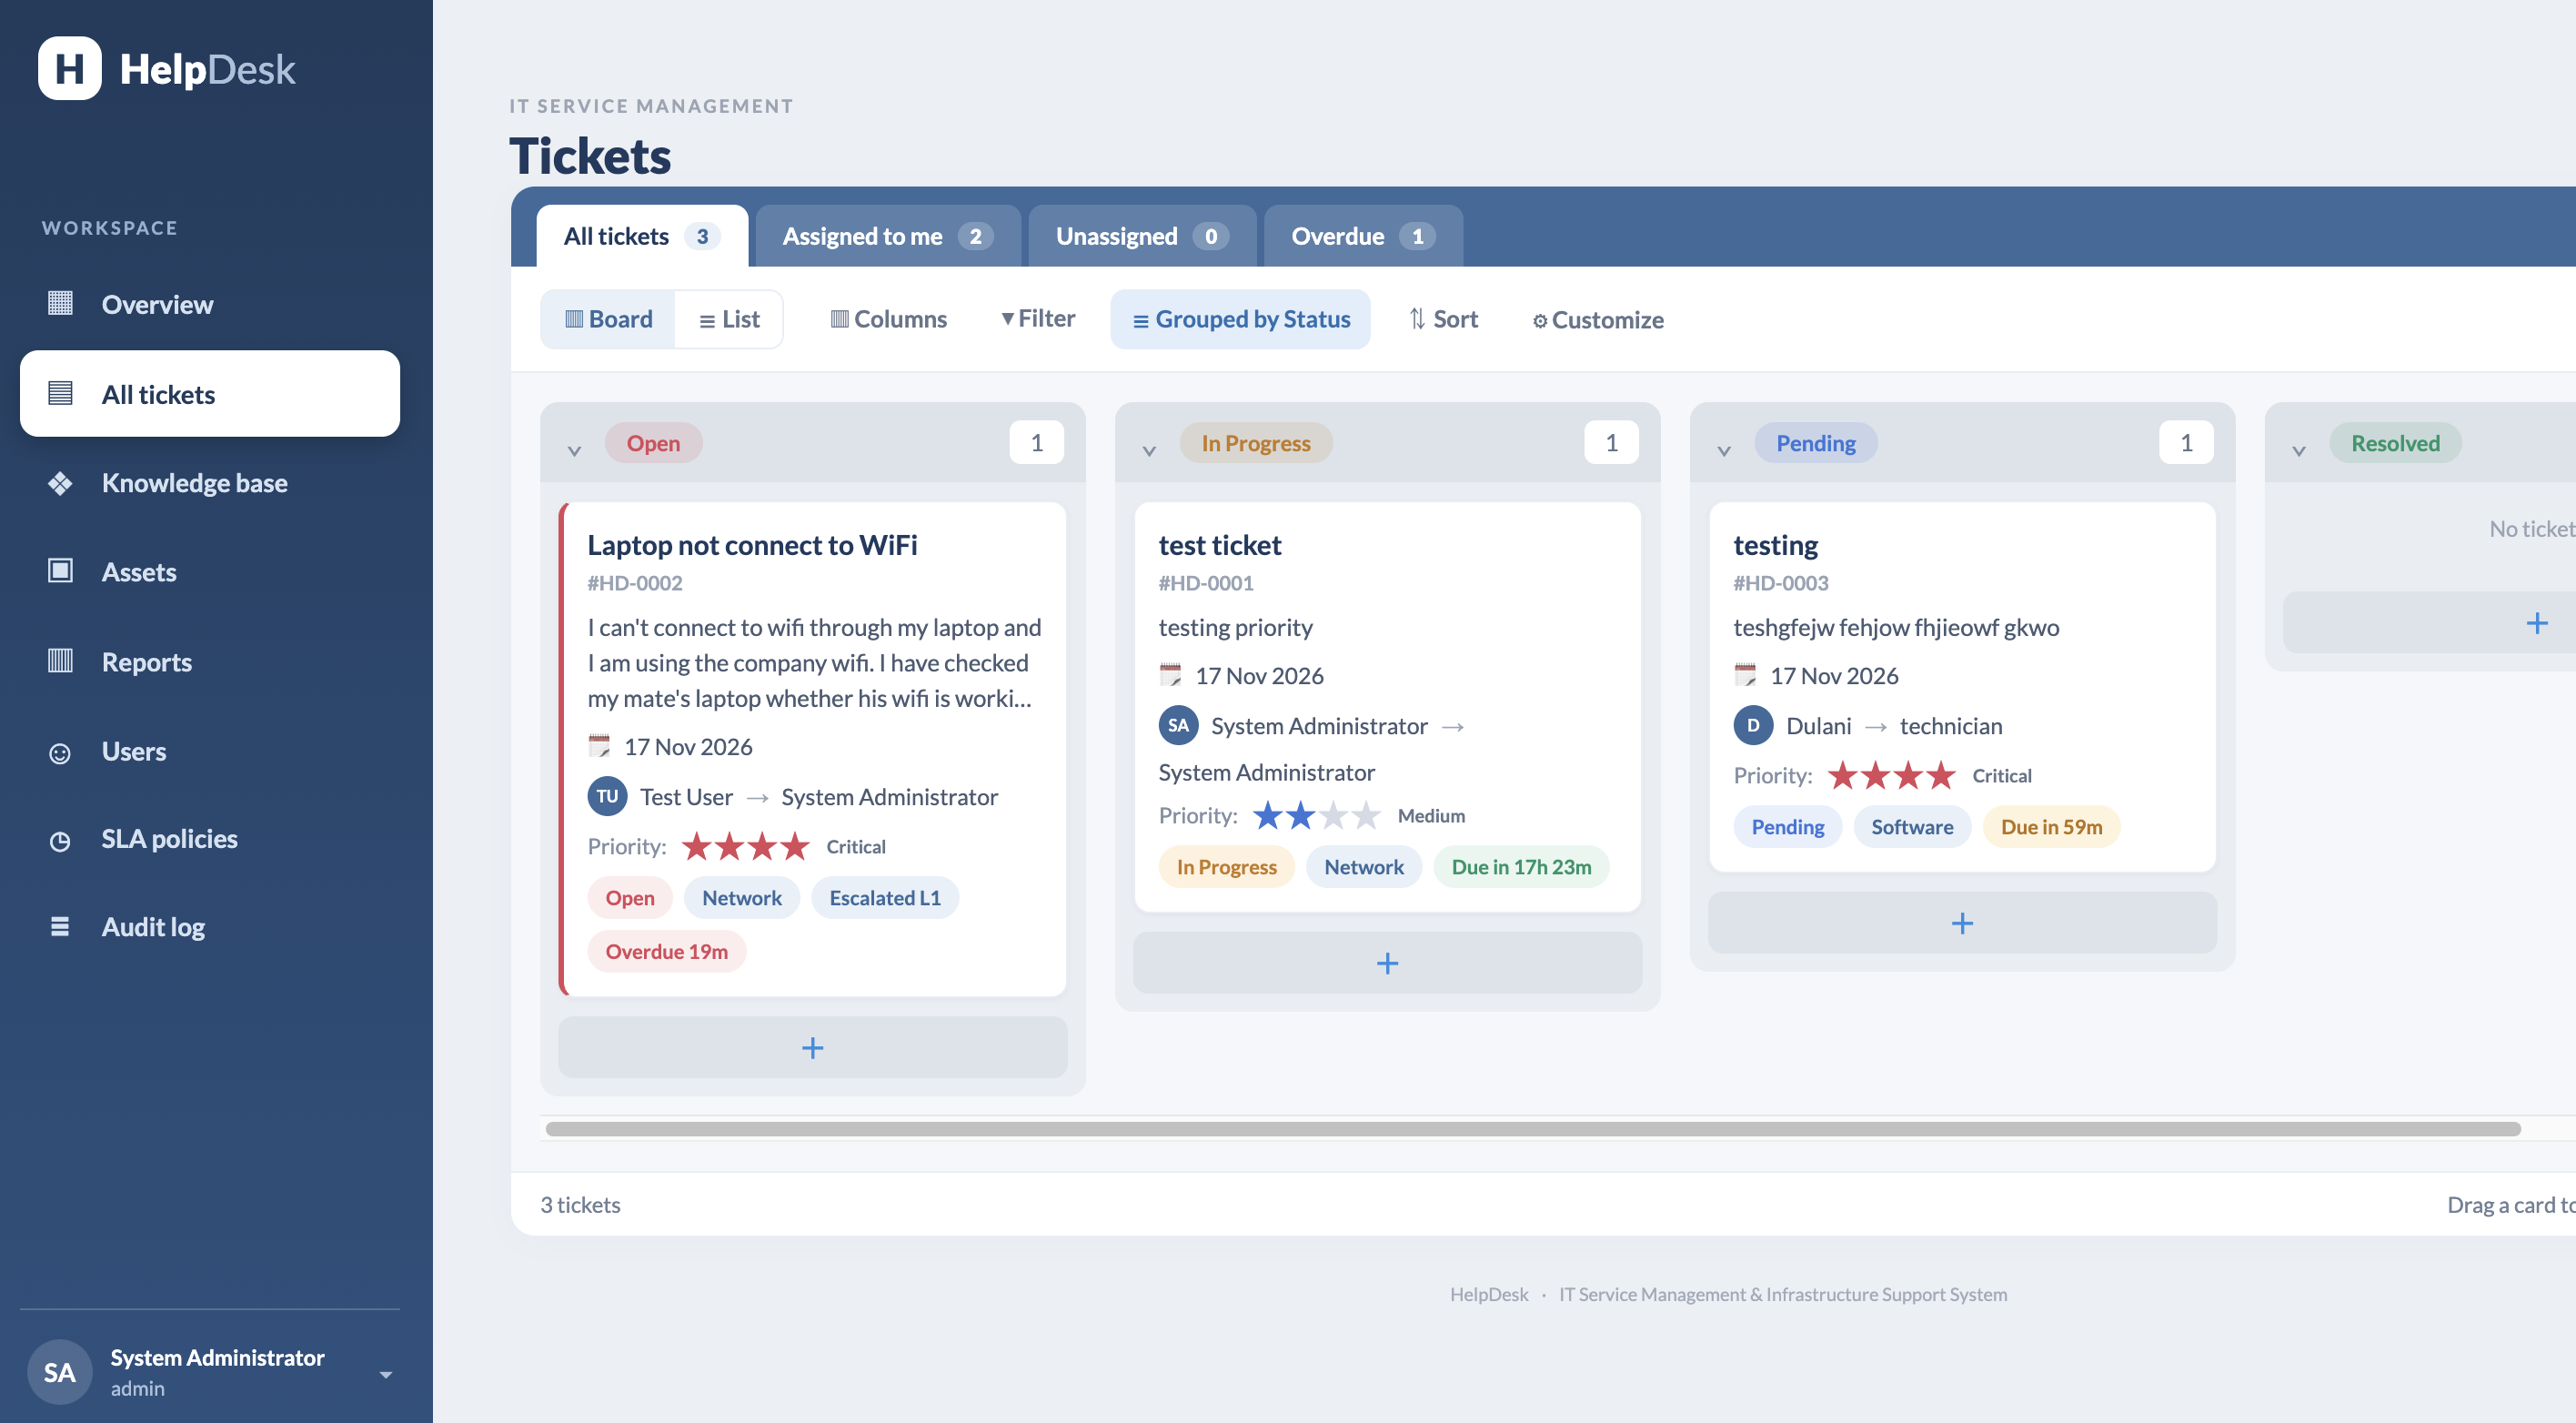 H HelpDesk
WORKSPACE
Overview
All tickets
Knowledge base
Assets
Reports
Users
SLA policies
Audit log
SA System Administrator
admin
IT SERVICE MANAGEMENT
Tickets
All tickets 3 Assigned to me 2 Unassigned 0 Overdue 1
Board List Columns Filter Grouped by Status Sort Customize
Open 1
Laptop not connect to WiFi
#HD-0002
I can't connect to wifi through my laptop and
I am using the company wifi. I have checked
my mate's laptop whether his wifi is worki...
17 Nov 2026
TU Test User → System Administrator
Priority: ★★★★ Critical
Open Network Escalated L1
Overdue 19m
+
In Progress 1
test ticket
#HD-0001
testing priority
17 Nov 2026
SA System Administrator →
System Administrator
Priority: ★★★★ Medium
In Progress Network Due in 17h 23m
+
Pending 1
testing
#HD-0003
teshgfejw fehjow fhjieowf gkwo
17 Nov 2026
D Dulani → technician
Priority: ★★★★ Critical
Pending Software Due in 59m
+
Resolved
No ticket
+
3 tickets
Drag a card to
HelpDesk · IT Service Management & Infrastructure Support System